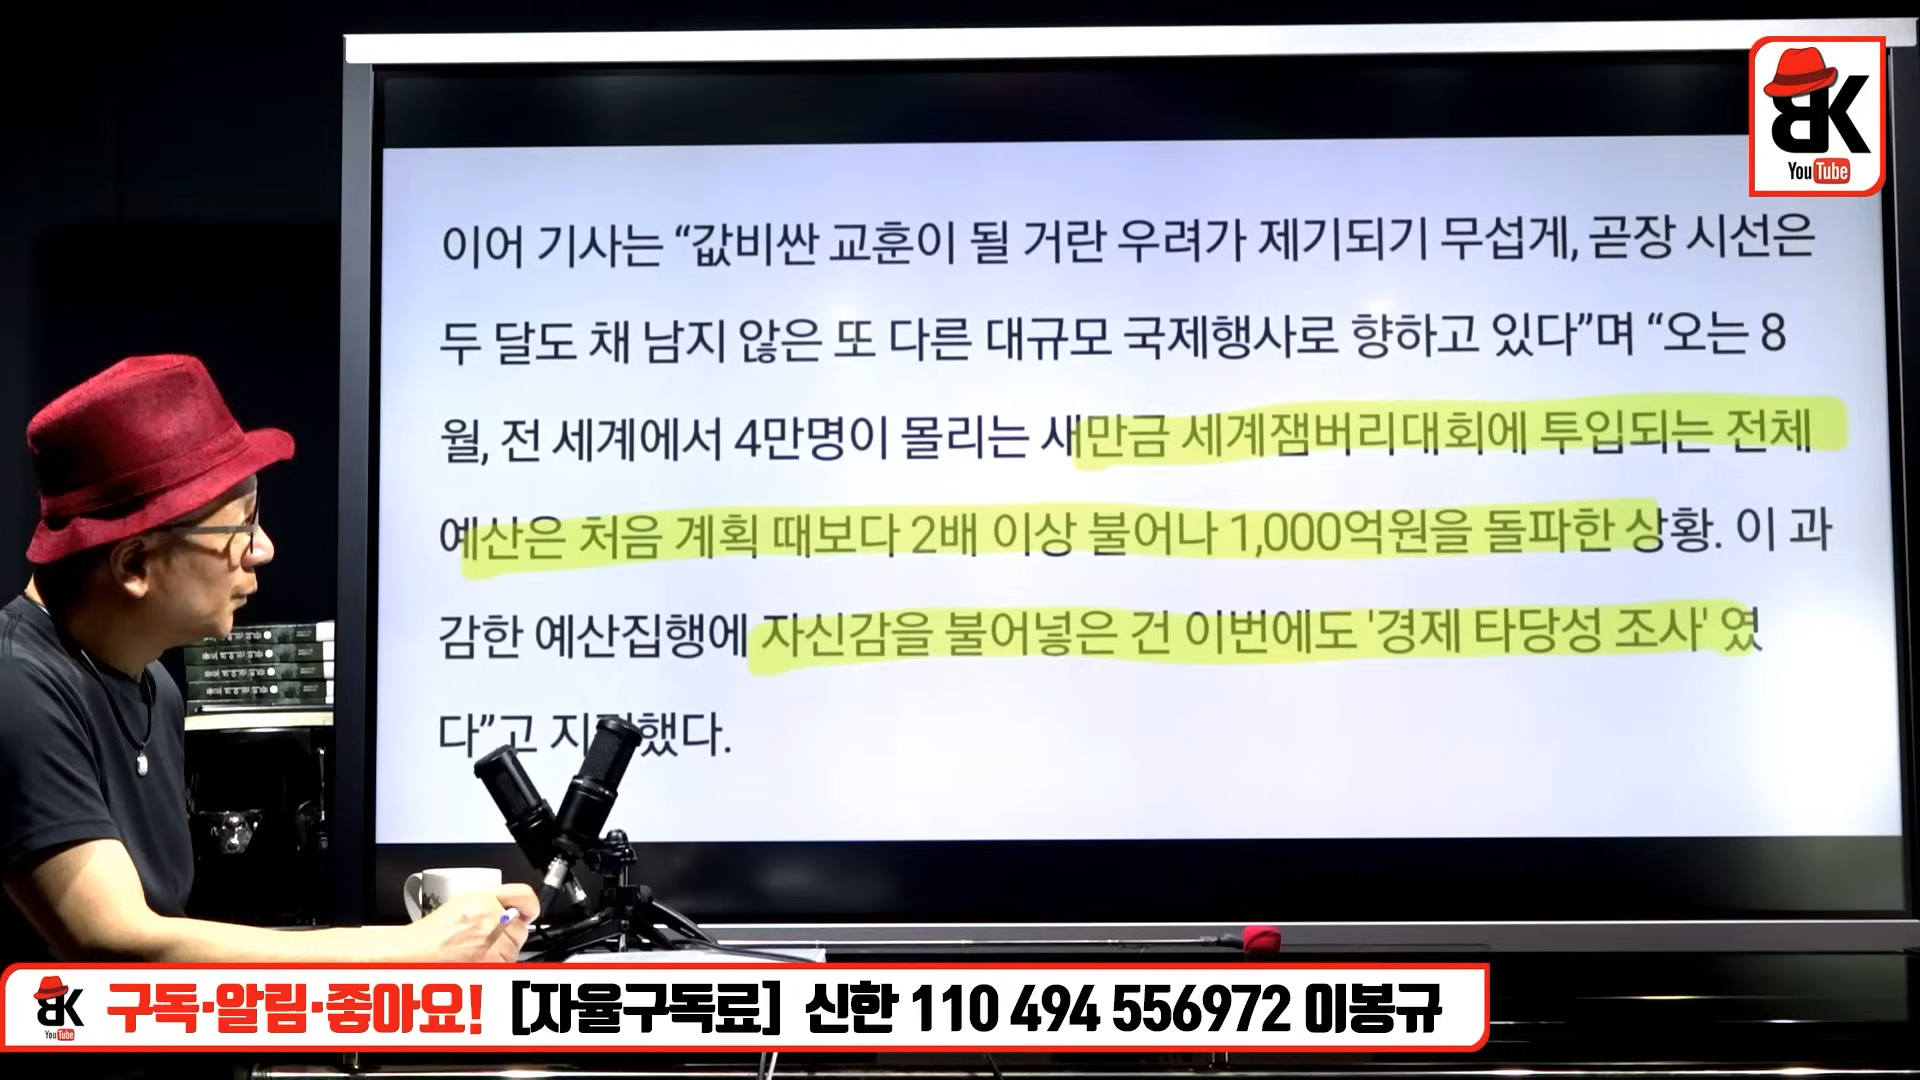 BK
YouTube
이어 기사는 “값비싼 교훈이 될 거란 우려가 제기되기 무섭게, 곧장 시선은
두 달도 채 남지 않은 또 다른 대규모 국제행사로 향하고 있다”며 “오는 8
월, 전 세계에서 4만명이 몰리는 새만금 세계잼버리대회에 투입되는 전체
예산은 처음 계획 때보다 2배 이상 불어나 1,000억원을 돌파한 상황. 이 과
감한 예산집행에 자신감을 불어넣은 건 이번에도 '경제 타당성 조사' 였
다”고 지적했다.
BK
YouTube
구독·알림·좋아요! [자율구독료] 신한 110 494 556972 이봉규